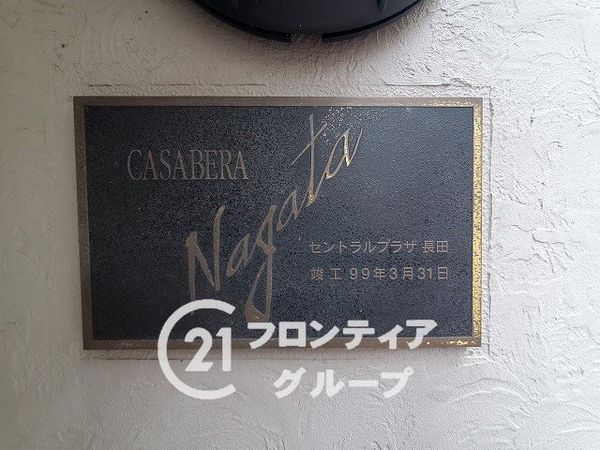 CASABERA
Nagata
セントラルプラザ 長田
竣工 99年3月31日
21 フロンティア
グループ